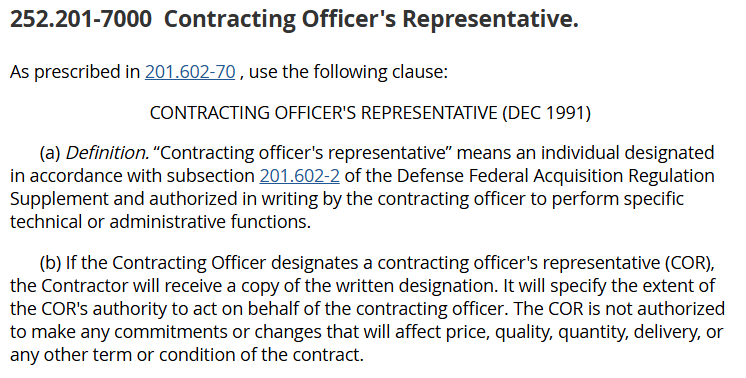 252.201-7000  Contracting Officer's Representative.
As prescribed in 201.602-70 , use the following clause:
CONTRACTING OFFICER'S REPRESENTATIVE (DEC 1991)
(a) Definition. “Contracting officer's representative” means an individual designated
in accordance with subsection 201.602-2 of the Defense Federal Acquisition Regulation
Supplement and authorized in writing by the contracting officer to perform specific
technical or administrative functions.
(b) If the Contracting Officer designates a contracting officer's representative (COR),
the Contractor will receive a copy of the written designation. It will specify the extent of
the COR's authority to act on behalf of the contracting officer. The COR is not authorized
to make any commitments or changes that will affect price, quality, quantity, delivery, or
any other term or condition of the contract.